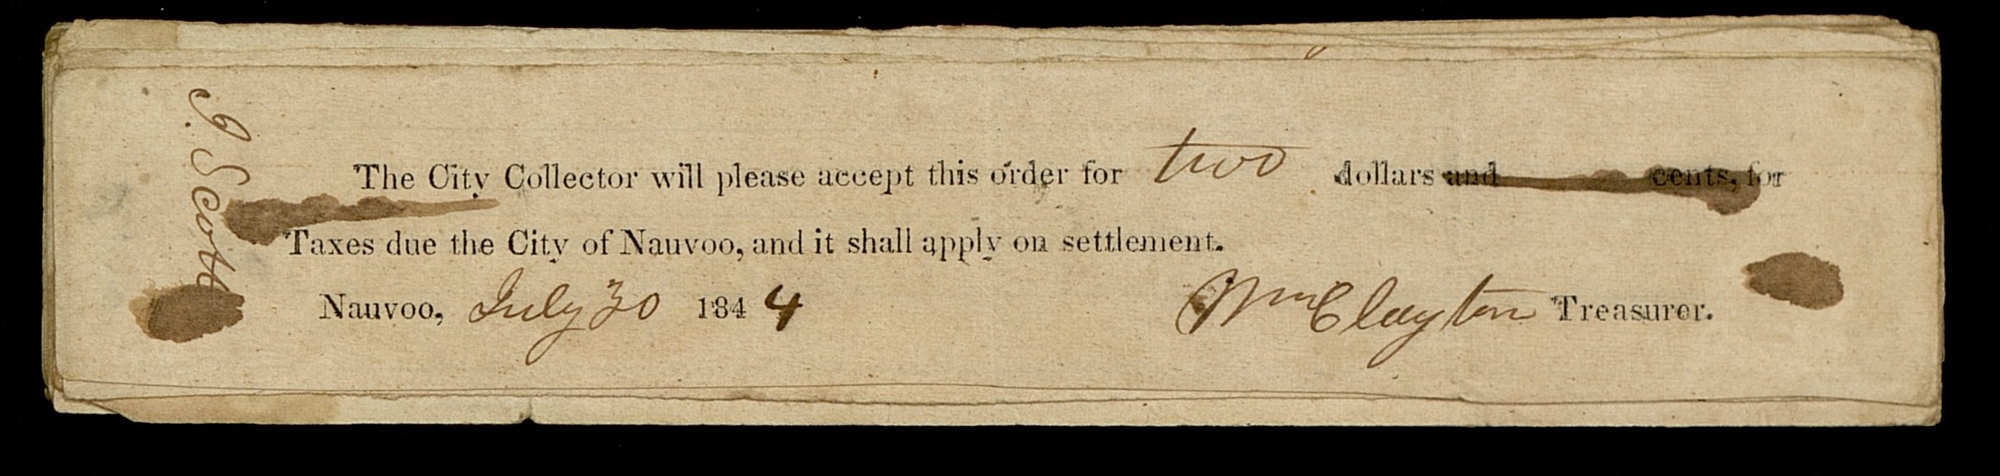 J. Scott
The City Collector will please accept this order for two dollars and cents, for
Taxes due the City of Nauvoo, and it shall apply on settlement.
Nauvoo, July 30 1844 Wm Clayton Treasurer.